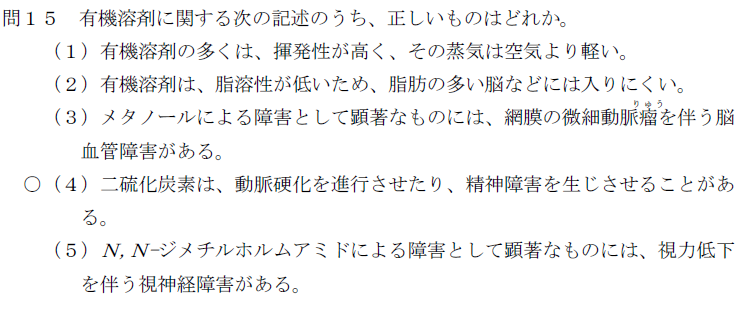 問１５　有機溶剤に関する次の記述のうち、正しいものはどれか。
（１）有機溶剤の多くは、揮発性が高く、その蒸気は空気より軽い。
（２）有機溶剤は、脂溶性が低いため、脂肪の多い脳などには入りにくい。
りゅう
（３）メタノールによる障害として顕著なものには、網膜の微細動脈瘤を伴う脳
血管障害がある。
○（４）二硫化炭素は、動脈硬化を進行させたり、精神障害を生じさせることがあ
る。
（５）N, N−ジメチルホルムアミドによる障害として顕著なものには、視力低下
を伴う視神経障害がある。